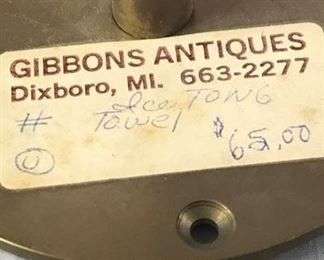 GIBBONS ANTIQUES
Dixboro, MI. 663-2277
# Ice TONG
Towel $65.00
U